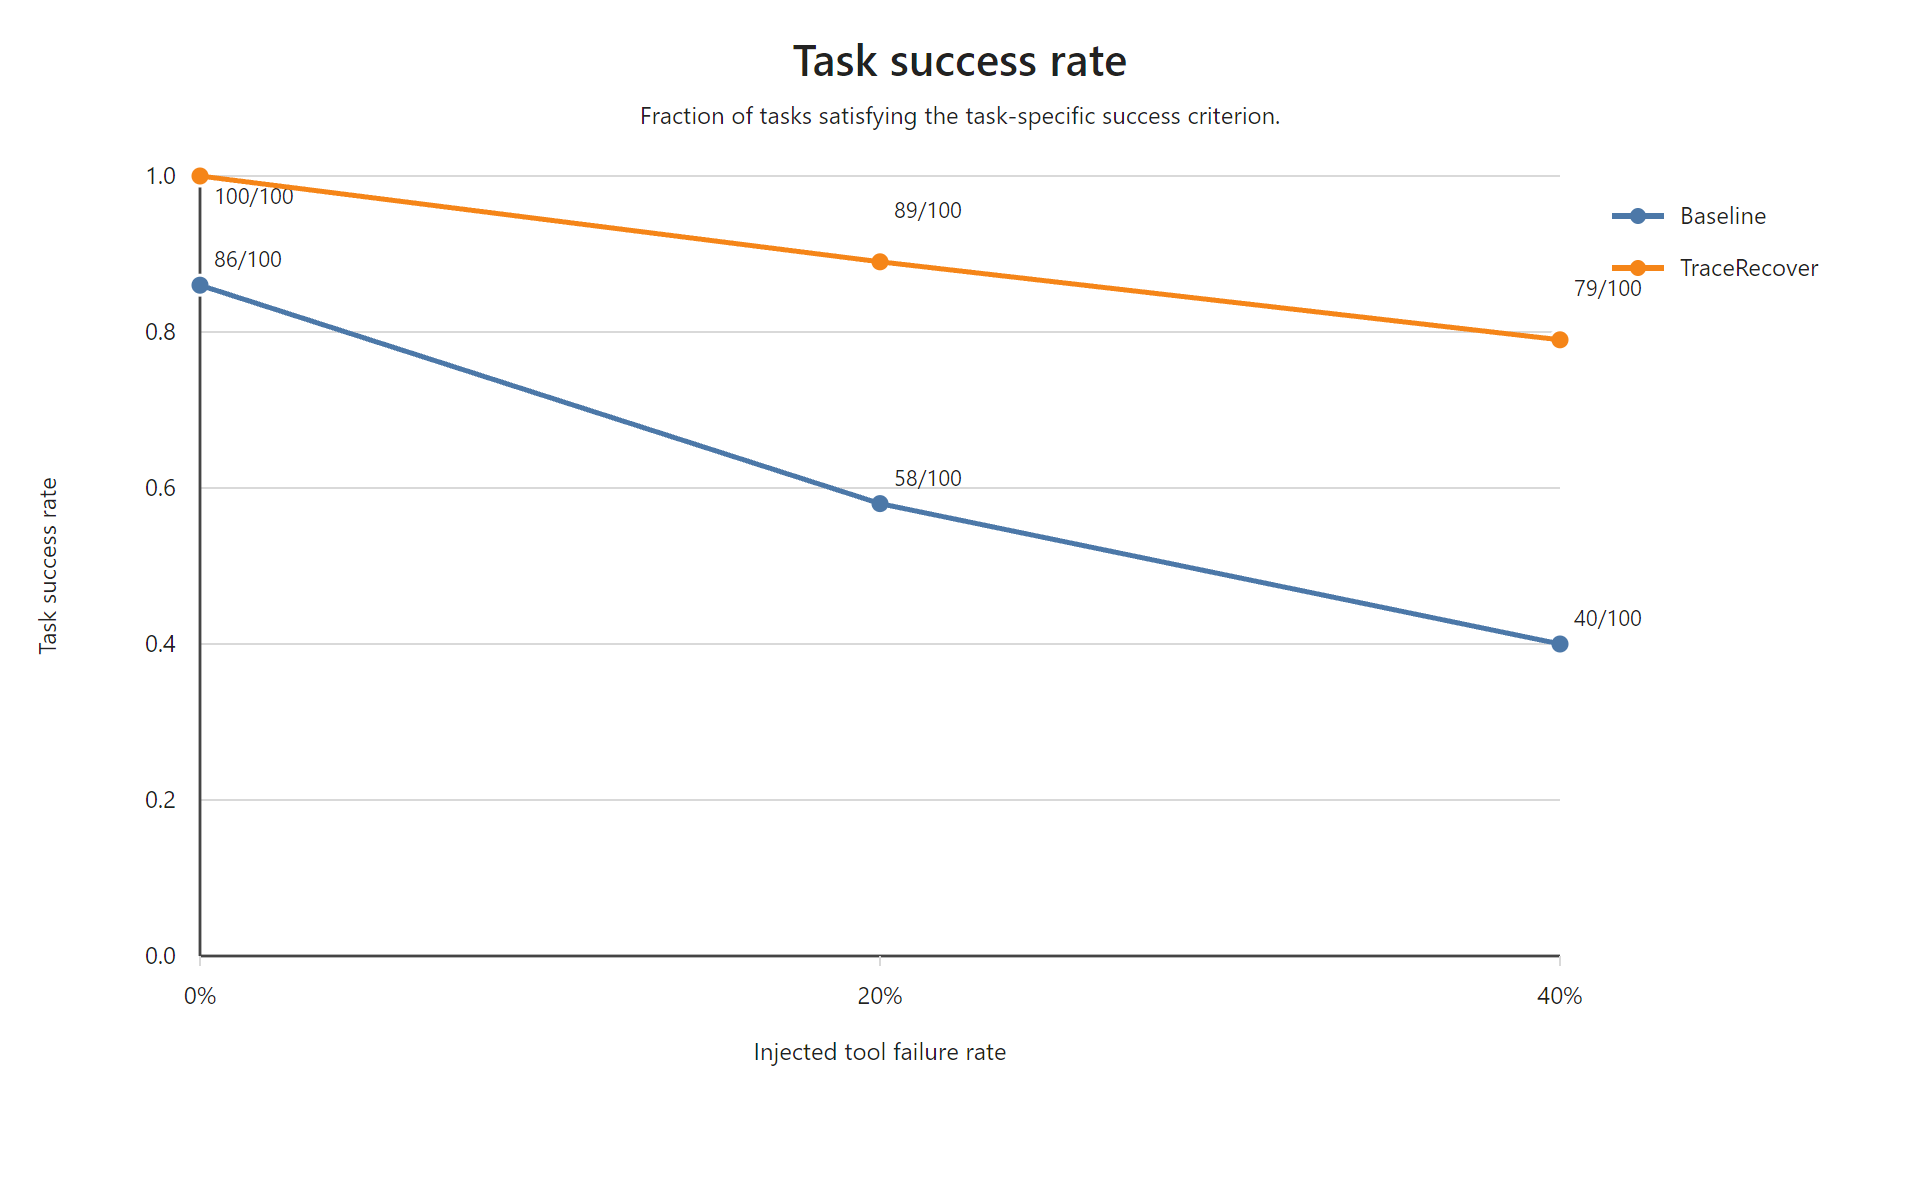 Task success rate
Fraction of tasks satisfying the task-specific success criterion.
1.0
100/100
89/100
Baseline
86/100
TraceRecover
79/100
0.8
58/100
0.6
Task success rate
40/100
0.4
0.2
0.0
0%
20%
40%
Injected tool failure rate